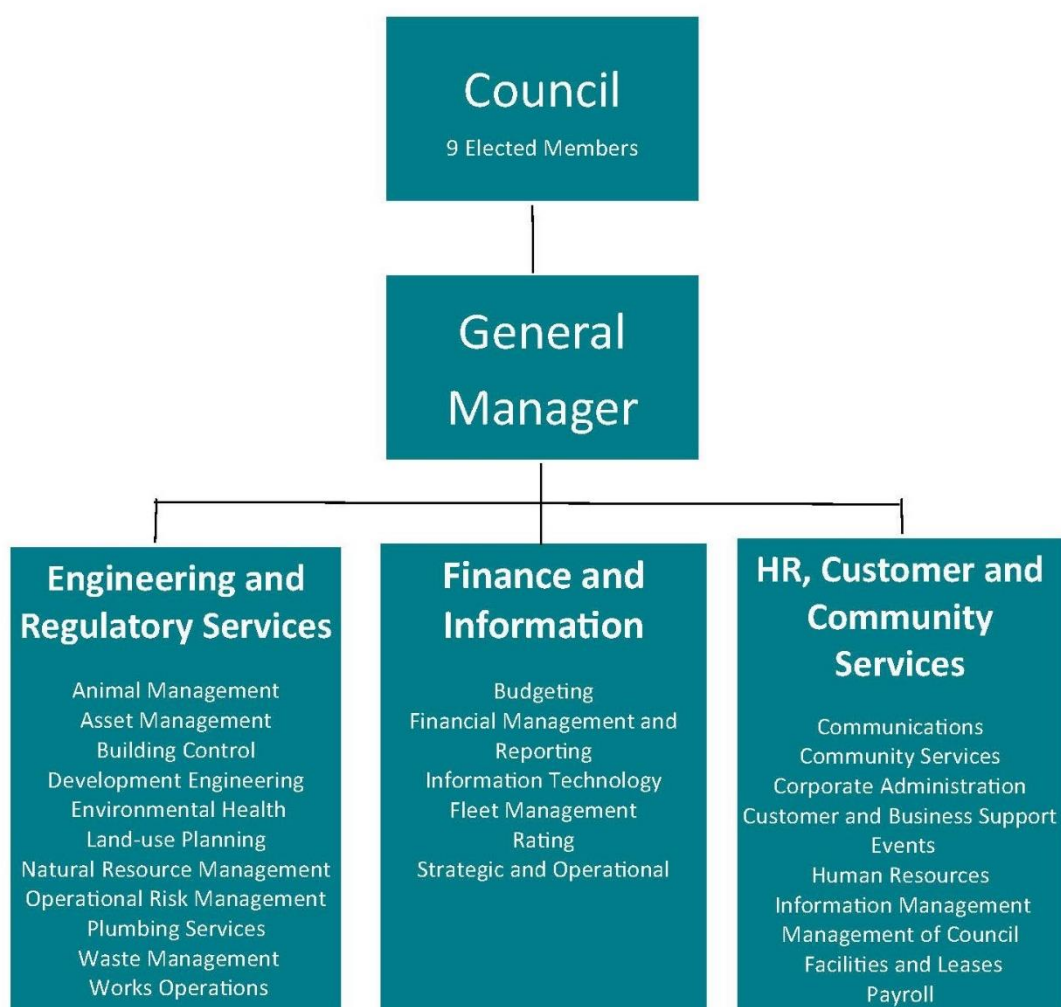 Council
9 Elected Members
General
Manager
Engineering and
Regulatory Services
Animal Management
Asset Management
Building Control
Development Engineering
Environmental Health
Land-use Planning
Natural Resource Management
Operational Risk Management
Plumbing Services
Waste Management
Works Operations
Finance and
Information
Budgeting
Financial Management and
Reporting
Information Technology
Fleet Management
Rating
Strategic and Operational
HR, Customer and
Community
Services
Communications
Community Services
Corporate Administration
Customer and Business Support
Events
Human Resources
Information Management
Management of Council
Facilities and Leases
Payroll